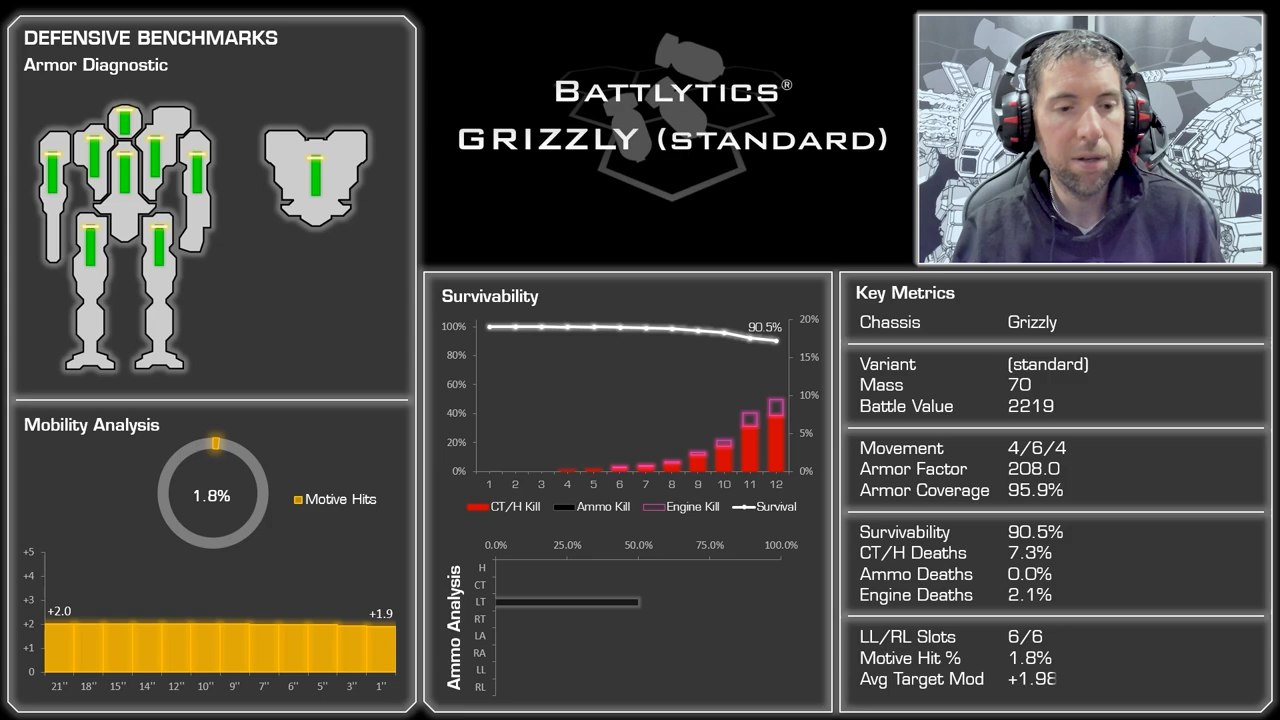 DEFENSIVE BENCHMARKS
Armor Diagnostic
BATTLYTICS®
GRIZZLY (STANDARD)
Mobility Analysis
1.8%
Motive Hits
+5
+4
+3
+2
+1
0
+2.0
+1.9
21" 18" 15" 14" 12" 10" 9" 7" 6" 5" 3" 1"
Survivability
100%
80%
60%
40%
20%
0%
90.5%
20%
15%
10%
5%
0%
1 2 3 4 5 6 7 8 9 10 11 12
CT/H Kill Ammo Kill Engine Kill Survival
Ammo Analysis
0.0% 25.0% 50.0% 75.0% 100.0%
H
CT
LT
RT
LA
RA
LL
RL
Key Metrics
Chassis Grizzly
Variant (standard)
Mass 70
Battle Value 2219
Movement 4/6/4
Armor Factor 208.0
Armor Coverage 95.9%
Survivability 90.5%
CT/H Deaths 7.3%
Ammo Deaths 0.0%
Engine Deaths 2.1%
LL/RL Slots 6/6
Motive Hit % 1.8%
Avg Target Mod +1.98